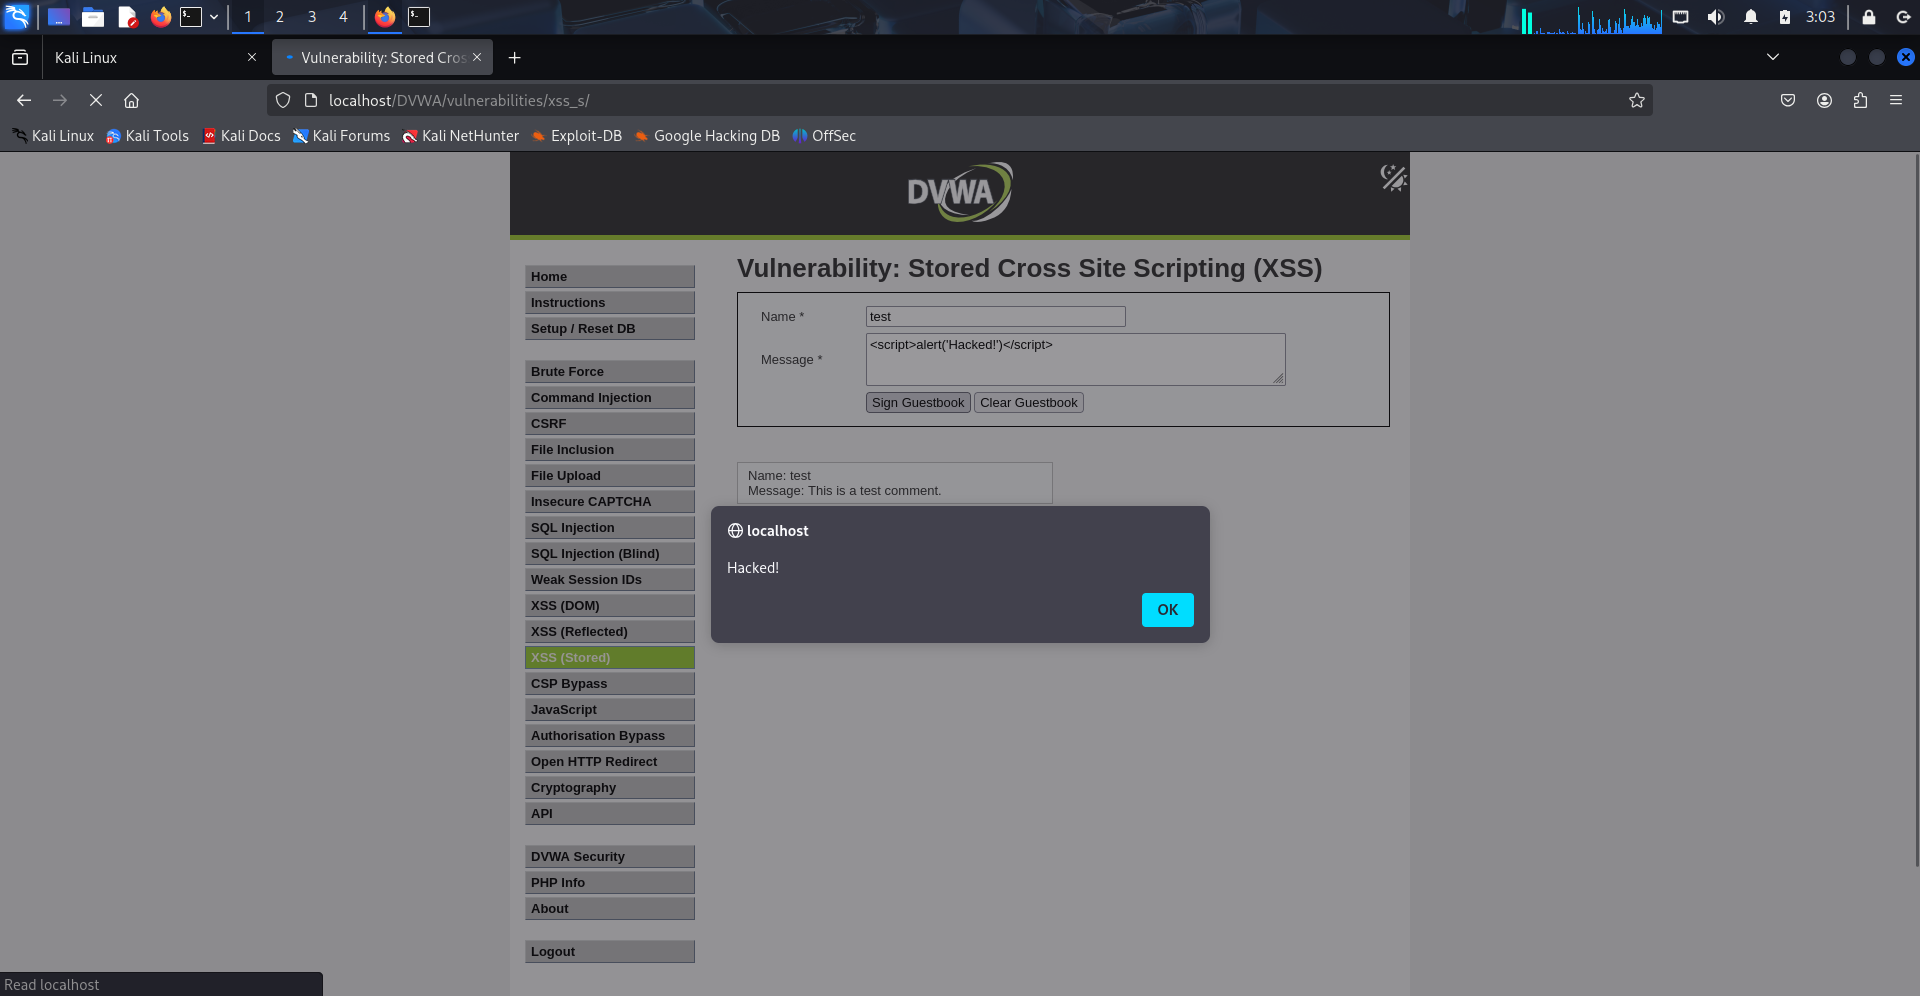 1 2 3 4 3:03
Kali Linux
Vulnerability: Stored Cros
localhost/DVWA/vulnerabilities/xss_s/
Kali Linux Kali Tools Kali Docs Kali Forums Kali NetHunter Exploit-DB Google Hacking DB OffSec
DVWA
Home
Instructions
Setup / Reset DB
Brute Force
Command Injection
CSRF
File Inclusion
File Upload
Insecure CAPTCHA
SQL Injection
SQL Injection (Blind)
Weak Session IDs
XSS (DOM)
XSS (Reflected)
XSS (Stored)
CSP Bypass
JavaScript
Authorisation Bypass
Open HTTP Redirect
Cryptography
API
DVWA Security
PHP Info
About
Logout
Vulnerability: Stored Cross Site Scripting (XSS)
Name * test
Message * <script>alert('Hacked!')</script>
Sign Guestbook Clear Guestbook
Name: test
Message: This is a test comment.
localhost
Hacked!
OK
Read localhost